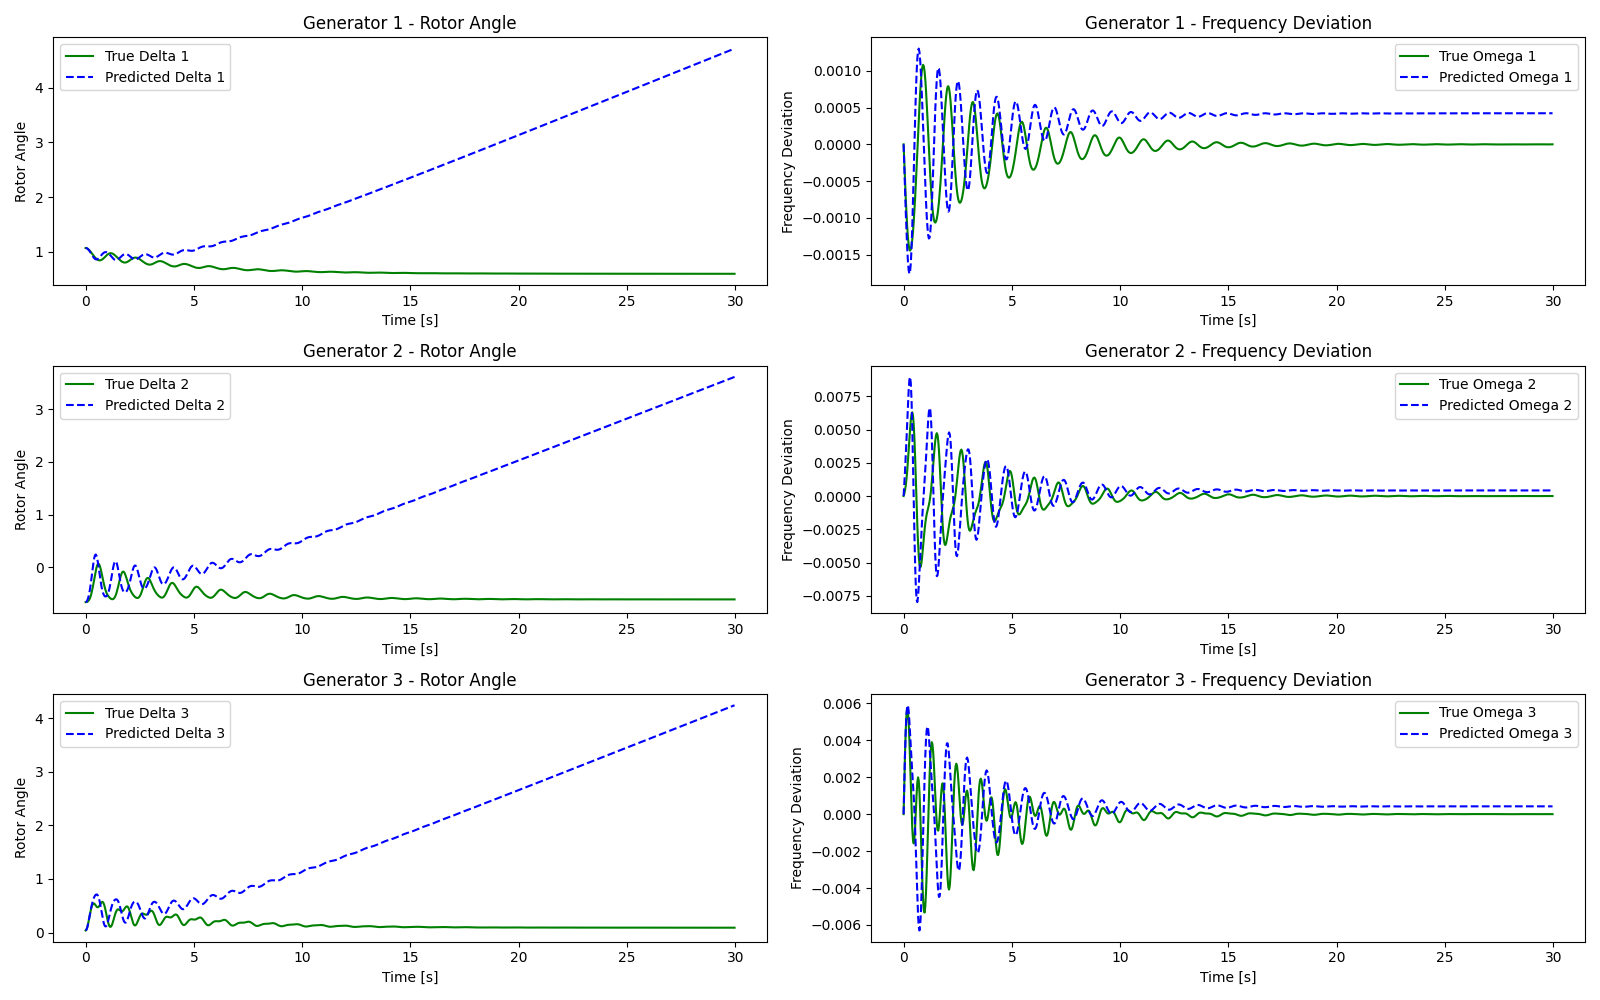 Generator 1 - Rotor Angle
True Delta 1
Predicted Delta 1
Rotor Angle
4
3
2
1
0 5 10 15 20 25 30
Time [s]
Generator 1 - Frequency Deviation
True Omega 1
Predicted Omega 1
Frequency Deviation
0.0010
0.0005
0.0000
−0.0005
−0.0010
−0.0015
0 5 10 15 20 25 30
Time [s]
Generator 2 - Rotor Angle
True Delta 2
Predicted Delta 2
Rotor Angle
3
2
1
0
0 5 10 15 20 25 30
Time [s]
Generator 2 - Frequency Deviation
True Omega 2
Predicted Omega 2
Frequency Deviation
0.0075
0.0050
0.0025
0.0000
−0.0025
−0.0050
−0.0075
0 5 10 15 20 25 30
Time [s]
Generator 3 - Rotor Angle
True Delta 3
Predicted Delta 3
Rotor Angle
4
3
2
1
0
0 5 10 15 20 25 30
Time [s]
Generator 3 - Frequency Deviation
True Omega 3
Predicted Omega 3
Frequency Deviation
0.006
0.004
0.002
0.000
−0.002
−0.004
−0.006
0 5 10 15 20 25 30
Time [s]